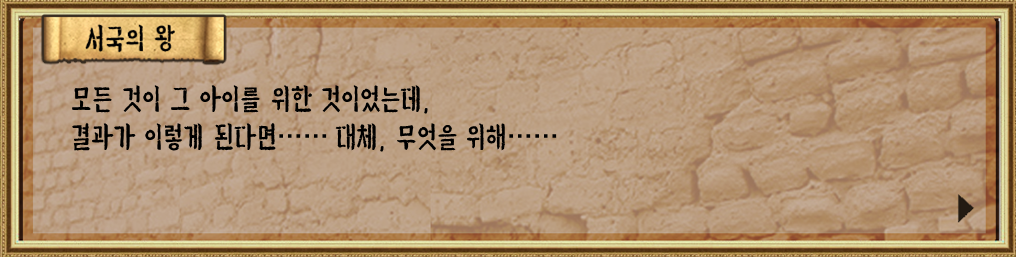 서국의 왕
모든 것이 그 아이를 위한 것이었는데,
결과가 이렇게 된다면…… 대체, 무엇을 위해……